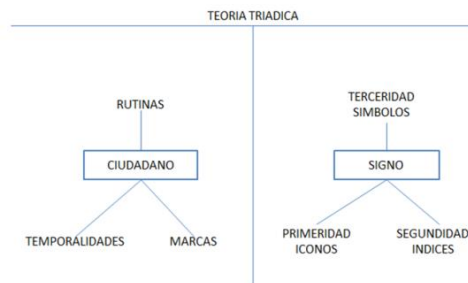 TEORIA TRIADICA
RUTINAS
CIUDADANO
TEMPORALIDADES
MARCAS
TERCERIDAD
SIMBOLOS
SIGNO
PRIMERIDAD
ICONOS
SEGUNDIDAD
INDICES